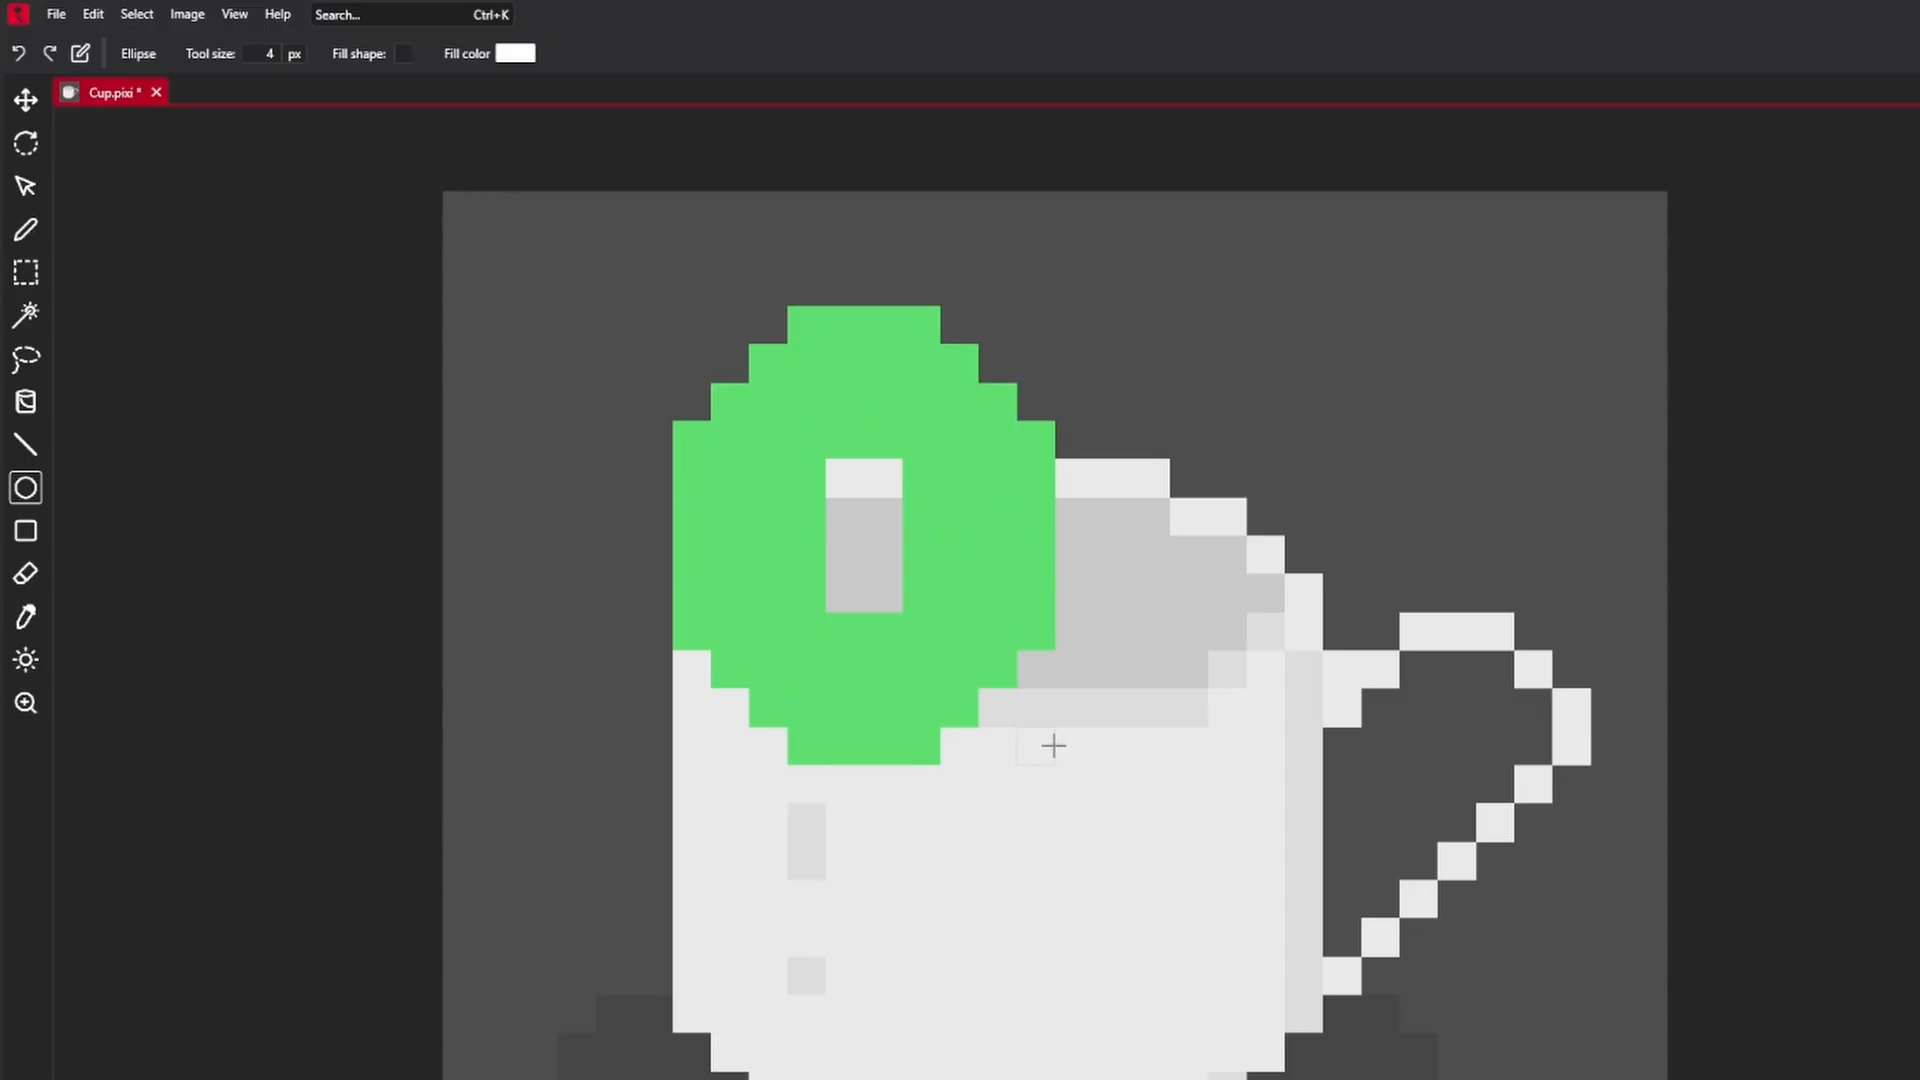 File Edit Select Image View Help Search... Ctrl+K
Ellipse Tool size: 4 px Fill shape: Fill color
Cup.pixi *